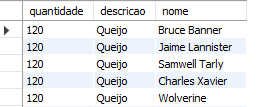 quantidade descricao nome
120 Queijo Bruce Banner
120 Queijo Jaime Lannister
120 Queijo Samwell Tarly
120 Queijo Charles Xavier
120 Queijo Wolverine